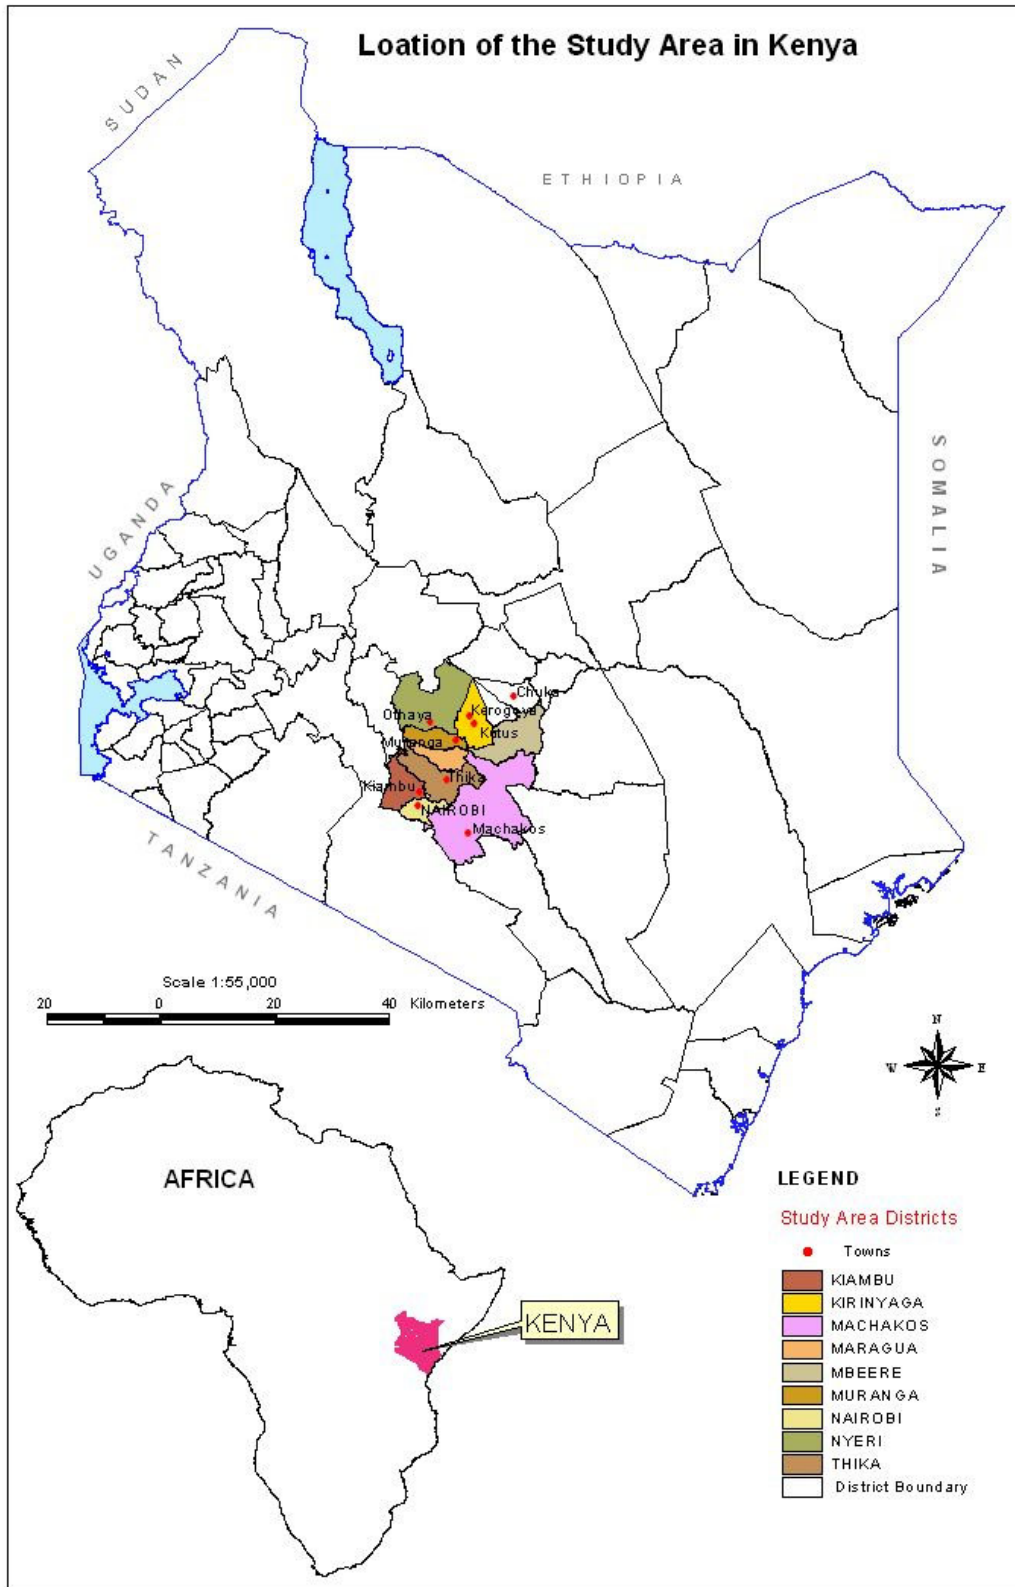 Loation of the Study Area in Kenya
SUDAN
ETHIOPIA
SOMALIA
UGANDA
Chuka
Othaya
Kerogoya
Kutus
Muranga
Thika
Kiambu
NAIROBI
Machakos
TANZANIA
Scale 1:55,000
20 0 20 40 Kilometers
N
W E
S
AFRICA
KENYA
LEGEND
Study Area Districts
Towns
KIAMBU
KIRINYAGA
MACHAKOS
MARAGUA
MBEERE
MURANGA
NAIROBI
NYERI
THIKA
District Boundary